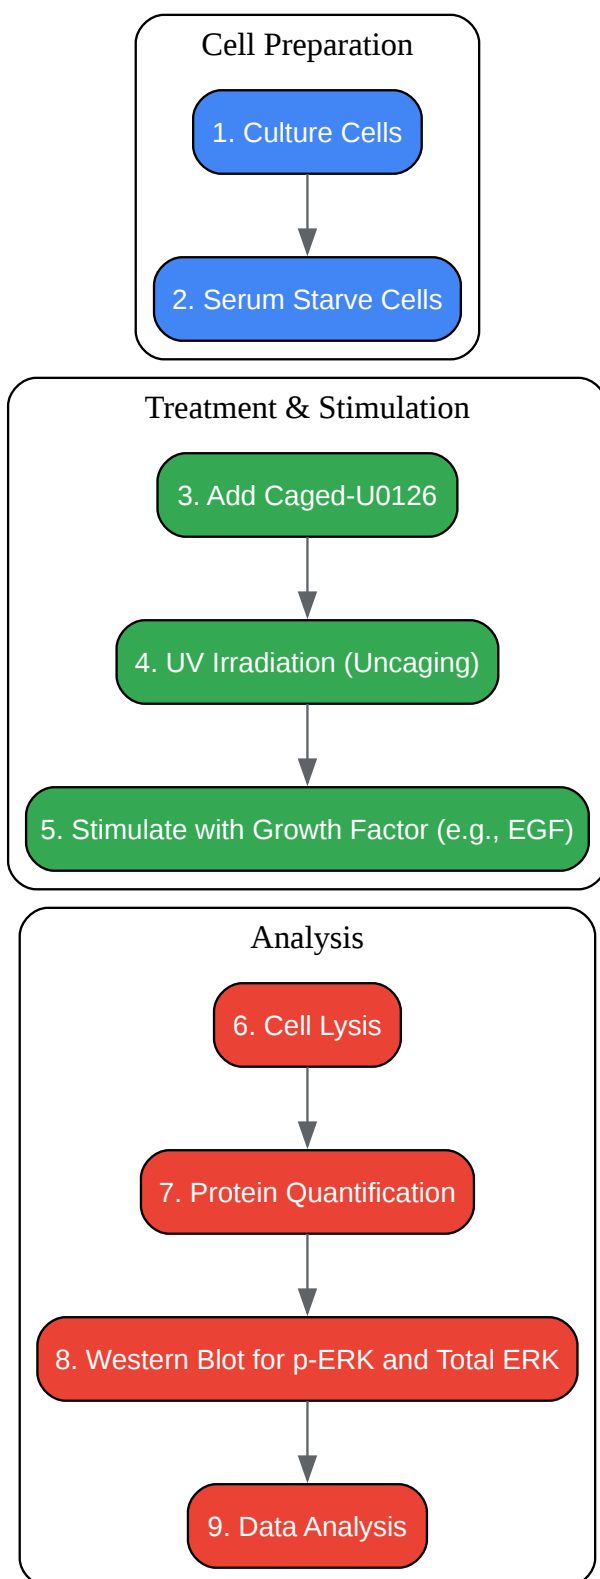 Cell Preparation
1. Culture Cells
2. Serum Starve Cells
Treatment & Stimulation
3. Add Caged-U0126
4. UV Irradiation (Uncaging)
5. Stimulate with Growth Factor (e.g., EGF)
Analysis
6. Cell Lysis
7. Protein Quantification
8. Western Blot for p-ERK and Total ERK
9. Data Analysis